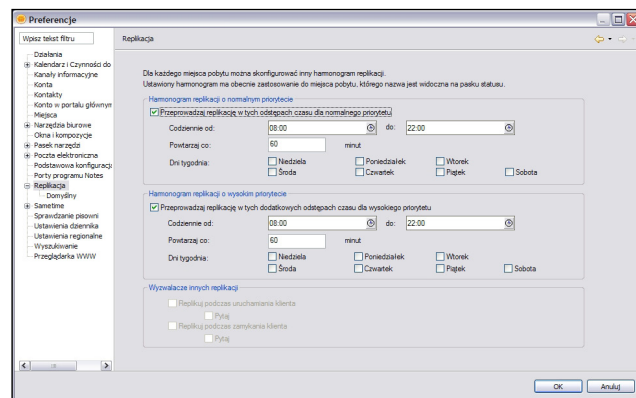 Preferencje
Wpisz tekst filtru
Replikacja
Działania
Kalendarz i Czynności do
Kanały informacyjne
Konta
Kontakty
Konto w portalu głównym
Miejsca
Narzędzia biurowe
Okna i kompozycje
Pasek narzędzi
Poczta elektroniczna
Podstawowa konfiguracja
Porty programu Notes
Replikacja
Domyślny
Sametime
Sprawdzanie pisowni
Ustawienia dziennika
Ustawienia regionalne
Wyszukiwanie
Przeglądarka WWW
Dla każdego miejsca pobytu można skonfigurować inny harmonogram replikacji.
Ustawiony harmonogram ma obecnie zastosowanie do miejsca pobytu, którego nazwa jest widoczna na pasku statusu.
Harmonogram replikacji o normalnym priorytecie
Przeprowadzaj replikację w tych odstępach czasu dla normalnego priorytetu
Codziennie od: 08:00 do: 22:00
Powtarzaj co: 60 minut
Dni tygodnia: Niedziela Poniedziałek Wtorek
Środa Czwartek Piątek Sobota
Harmonogram replikacji o wysokim priorytecie
Przeprowadzaj replikację w tych dodatkowych odstępach czasu dla wysokiego priorytetu
Codziennie od: 08:00 do: 22:00
Powtarzaj co: 60 minut
Dni tygodnia: Niedziela Poniedziałek Wtorek
Środa Czwartek Piątek Sobota
Wyzwalacze innych replikacji
Replikuj podczas uruchamiania klienta
Pytaj
Replikuj podczas zamykania klienta
Pytaj
OK Anuluj